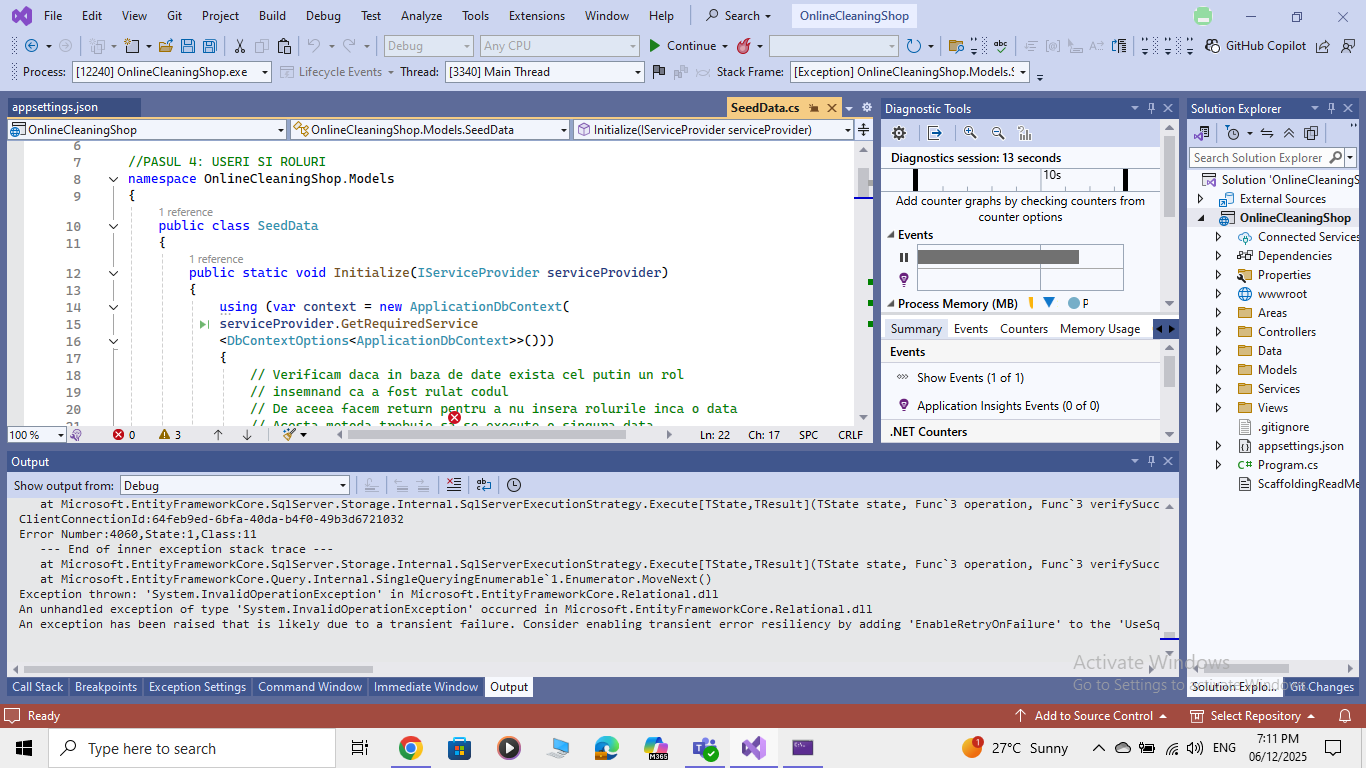 File Edit View Git Project Build Debug Test Analyze Tools Extensions Window Help Search OnlineCleaningShop
Debug Any CPU Continue GitHub Copilot
Process: [12240] OnlineCleaningShop.exe Lifecycle Events Thread: [3340] Main Thread Stack Frame: [Exception] OnlineCleaningShop.Models.S
appsettings.json SeedData.cs
OnlineCleaningShop OnlineCleaningShop.Models.SeedData Initialize(IServiceProvider serviceProvider)
6
7 //PASUL 4: USERI SI ROLURI
8 namespace OnlineCleaningShop.Models
9 {
1 reference
10 public class SeedData
11 {
1 reference
12 public static void Initialize(IServiceProvider serviceProvider)
13 {
14 using (var context = new ApplicationDbContext(
15 serviceProvider.GetRequiredService
16 <DbContextOptions<ApplicationDbContext>>()))
17 {
18 // Verificam daca in baza de date exista cel putin un rol
19 // insemnand ca a fost rulat codul
20 // De aceea facem return pentru a nu insera rolurile inca o data
21 // Acesta metoda trebuie sa se execute o singura data
100 % 0 3 Ln: 22 Ch: 17 SPC CRLF
Diagnostic Tools
Diagnostics session: 13 seconds
10s
Add counter graphs by checking counters from
counter options
Events
Process Memory (MB) P
Summary Events Counters Memory Usage
Events
Show Events (1 of 1)
Application Insights Events (0 of 0)
.NET Counters
Solution Explorer
Search Solution Explorer
Solution 'OnlineCleaningS
External Sources
OnlineCleaningShop
Connected Services
Dependencies
Properties
wwwroot
Areas
Controllers
Data
Models
Services
Views
.gitignore
appsettings.json
C# Program.cs
ScaffoldingReadMe
Output
Show output from: Debug
at Microsoft.EntityFrameworkCore.SqlServer.Storage.Internal.SqlServerExecutionStrategy.Execute[TState,TResult](TState state, Func`3 operation, Func`3 verifySucc
ClientConnectionId:64feb9ed-6bfa-40da-b4f0-49b3d6721032
Error Number:4060,State:1,Class:11
--- End of inner exception stack trace ---
at Microsoft.EntityFrameworkCore.SqlServer.Storage.Internal.SqlServerExecutionStrategy.Execute[TState,TResult](TState state, Func`3 operation, Func`3 verifySucc
at Microsoft.EntityFrameworkCore.Query.Internal.SingleQueryingEnumerable`1.Enumerator.MoveNext()
Exception thrown: 'System.InvalidOperationException' in Microsoft.EntityFrameworkCore.Relational.dll
An unhandled exception of type 'System.InvalidOperationException' occurred in Microsoft.EntityFrameworkCore.Relational.dll
An exception has been raised that is likely due to a transient failure. Consider enabling transient error resiliency by adding 'EnableRetryOnFailure' to the 'UseSq
Activate Windows
Go to Settings to activate Windows.
Call Stack Breakpoints Exception Settings Command Window Immediate Window Output Solution Explo... Git Changes
Ready Add to Source Control Select Repository
Type here to search M365 1 27°C Sunny ENG 7:11 PM
06/12/2025